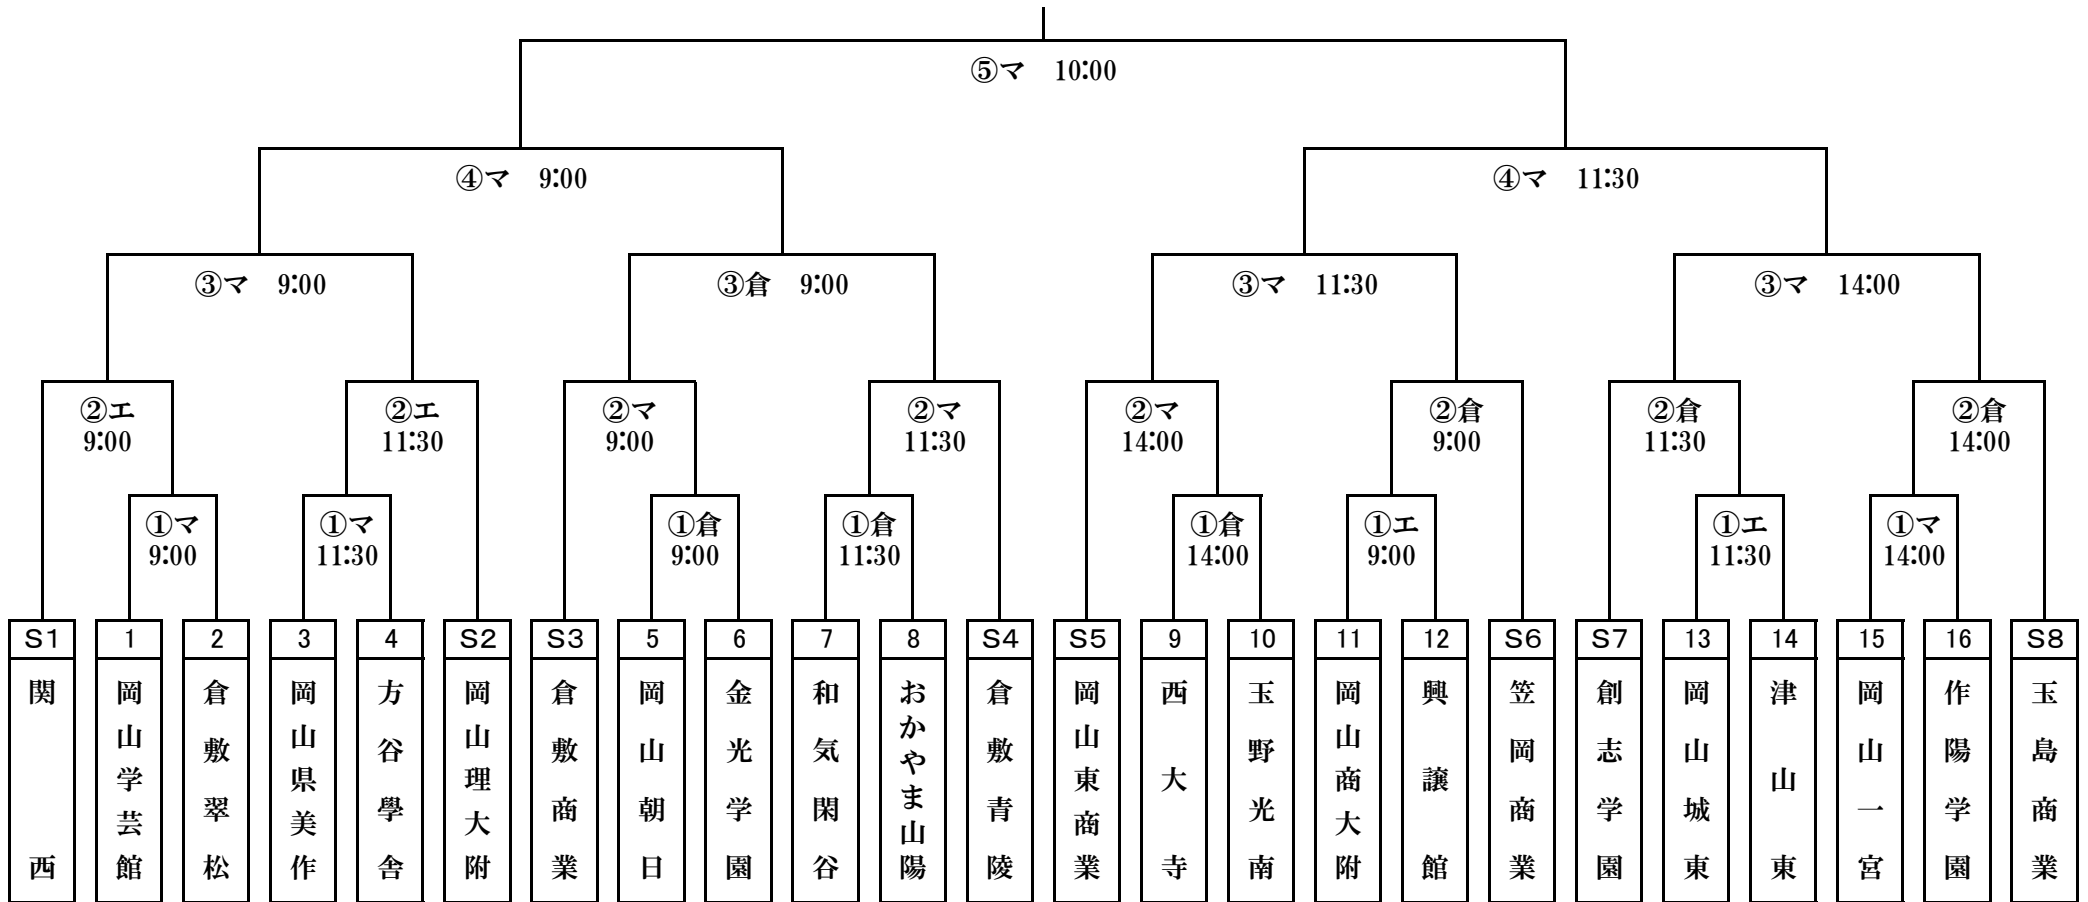 ⑤マ 10:00
④マ 9:00
④マ 11:30
③マ 9:00
③倉 9:00
③マ 11:30
③マ 14:00
②エ
9:00
②エ
11:30
②マ
9:00
②マ
11:30
②マ
14:00
②倉
9:00
②倉
11:30
②倉
14:00
①マ
9:00
①マ
11:30
①倉
9:00
①倉
11:30
①倉
14:00
①エ
9:00
①エ
11:30
①マ
14:00
S1
関西
1
岡山学芸館
2
倉敷翠松
3
岡山県美作
4
方谷學舎
S2
岡山理大附
S3
倉敷商業
5
岡山朝日
6
金光学園
7
和気閑谷
8
おかやま山陽
S4
倉敷青陵
S5
岡山東商業
9
西大寺
10
玉野光南
11
岡山商大附
12
興譲館
S6
笠岡商業
S7
創志学園
13
岡山城東
14
津山東
15
岡山一宮
16
作陽学園
S8
玉島商業